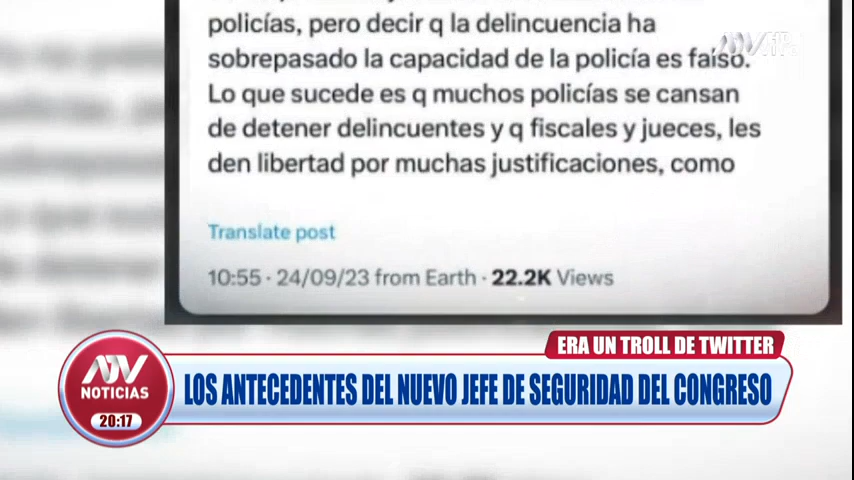 policías, pero decir q la delincuencia ha
sobrepasado la capacidad de la policía es falso.
Lo que sucede es q muchos policías se cansan
de detener delincuentes y q fiscales y jueces, les
den libertad por muchas justificaciones, como
Translate post
10:55 · 24/09/23 from Earth · 22.2K Views
ERA UN TROLL DE TWITTER
LOS ANTECEDENTES DEL NUEVO JEFE DE SEGURIDAD DEL CONGRESO
ATV
NOTICIAS
20:17